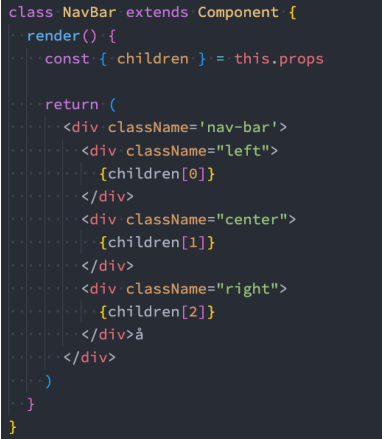 class NavBar extends Component {
  render() {
    const { children } = this.props

    return (
      <div className='nav-bar'>
        <div className="left">
          {children[0]}
        </div>
        <div className="center">
          {children[1]}
        </div>
        <div className="right">
          {children[2]}
        </div>å
      </div>
    )
  }
}